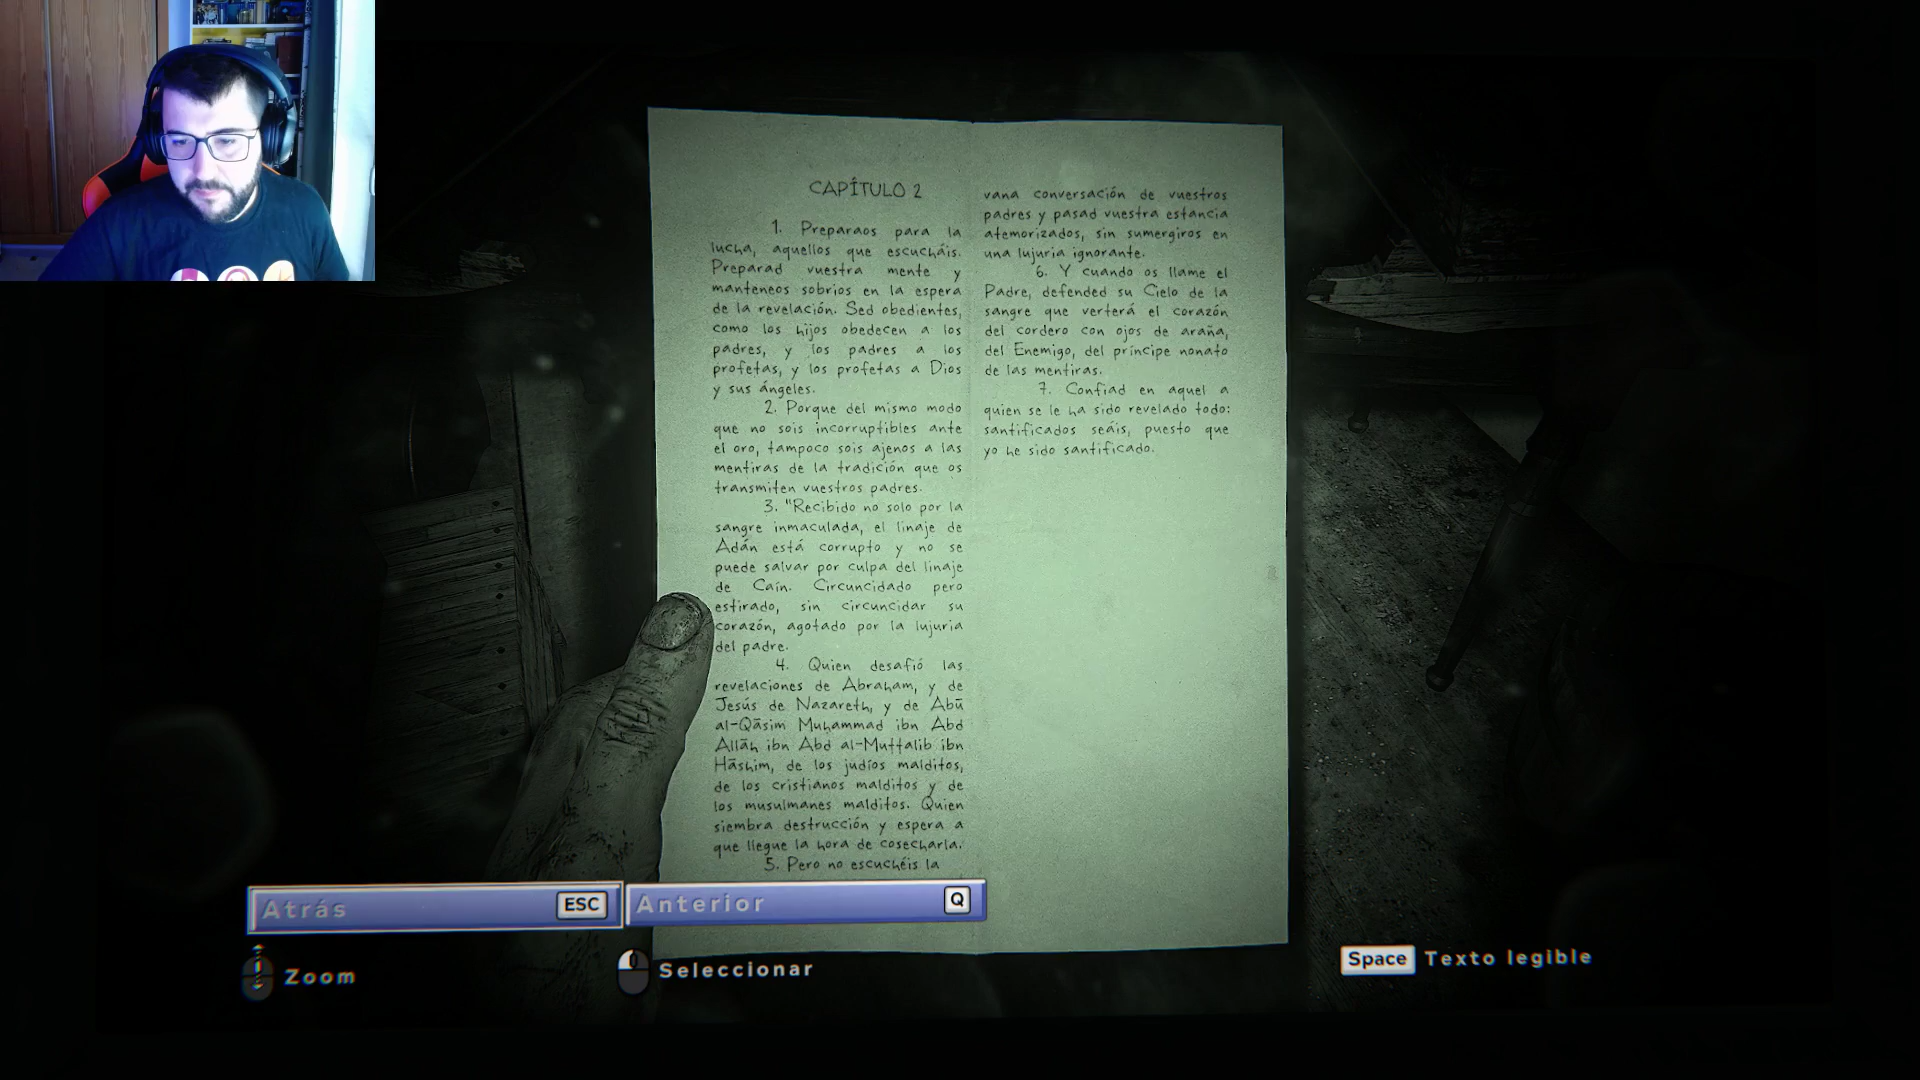 CAPÍTULO 2
1. Preparaos para la
lucha, aquellos que escucháis.
Preparad vuestra mente y
manteneos sobrios en la espera
de la revelación. Sed obedientes,
como los hijos obedecen a los
padres, y los padres a los
profetas, y los profetas a Dios
y sus ángeles.
2. Porque del mismo modo
que no sois incorruptibles ante
el oro, tampoco sois ajenos a las
mentiras de la tradición que os
transmiten vuestros padres.
3. "Recibido no solo por la
sangre inmaculada, el linaje de
Adán está corrupto y no se
puede salvar por culpa del linaje
de Caín. Circuncidado pero
estirado, sin circuncidar su
corazón, agotado por la lujuria
del padre.
4. Quien desafió las
revelaciones de Abraham, y de
Jesús de Nazareth, y de Abū
al-Qāsim Muḥammad ibn Abd
Allāh ibn Abd al-Muṭṭalib ibn
Hāshim, de los judíos malditos,
de los cristianos malditos y de
los musulmanes malditos. Quien
siembra destrucción y espera a
que llegue la hora de cosecharla.
5. Pero no escuchéis la
vana conversación de vuestros
padres y pasad vuestra estancia
atemorizados, sin sumergiros en
una lujuria ignorante.
6. Y cuando os llame el
Padre, defended su Cielo de la
sangre que verterá el corazón
del cordero con ojos de araña,
del Enemigo, del príncipe nonato
de las mentiras.
7. Confiad en aquel a
quien se le ha sido revelado todo:
santificados seáis, puesto que
yo he sido santificado.
Atrás ESC Anterior Q
Zoom Seleccionar Space Texto legible